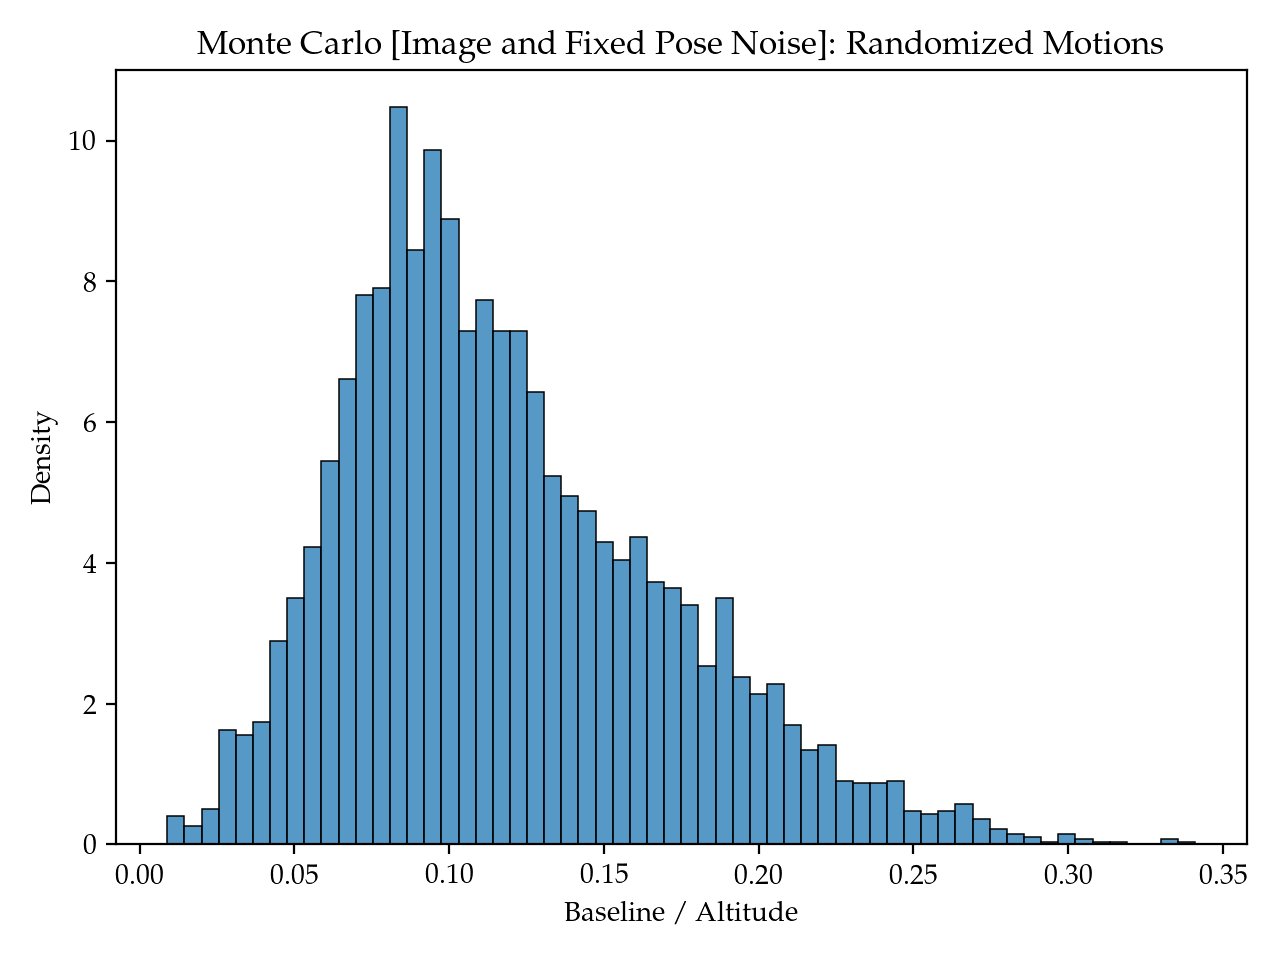 Monte Carlo [Image and Fixed Pose Noise]: Randomized Motions
10
8
6
4
2
0
Density
0.00 0.05 0.10 0.15 0.20 0.25 0.30 0.35
Baseline / Altitude